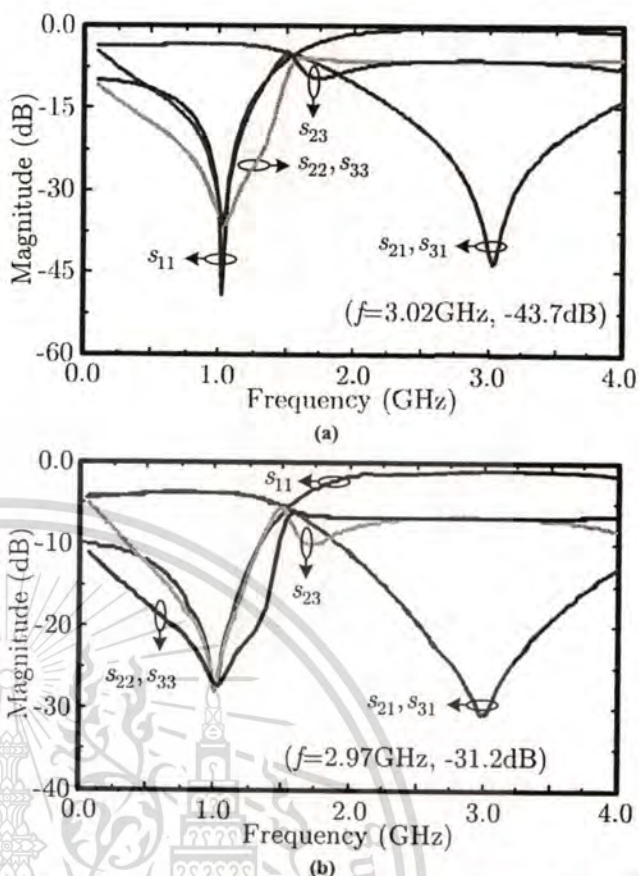 0.0
-15
-30
-45
-60
Magnitude (dB)
s23
s22, s33
s11
s21, s31
(f=3.02GHz, -43.7dB)
0.0 1.0 2.0 3.0 4.0
Frequency (GHz)
(a)
0.0
-10
-20
-30
-40
Magnitude (dB)
s11
s23
s22, s33
s21, s31
(f=2.97GHz, -31.2dB)
0.0 1.0 2.0 3.0 4.0
Frequency (GHz)
(b)